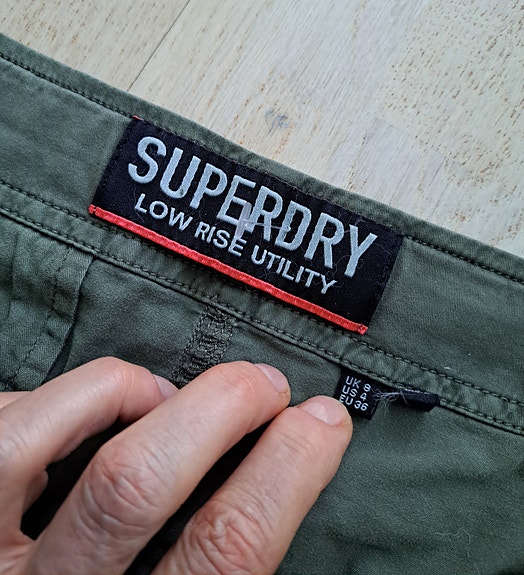 SUPERDRY
LOW RISE UTILITY
UK 8
US 4
EU 36